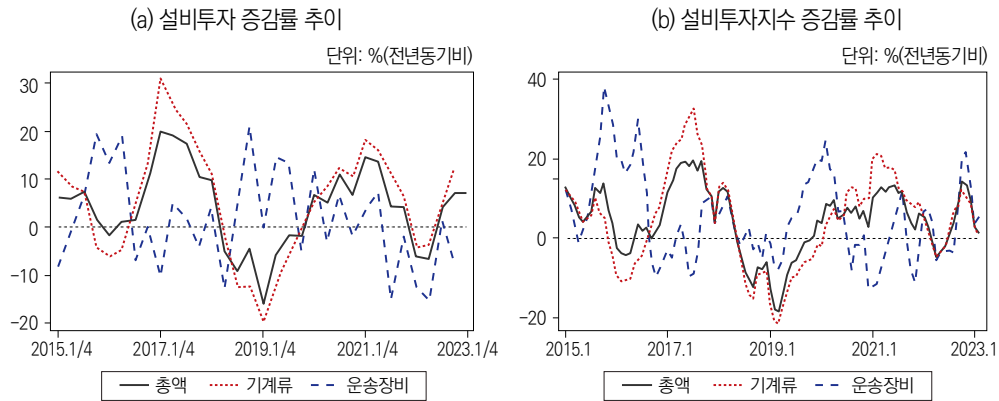 (a) 설비투자 증감률 추이
단위: %(전년동기비)
30
20
10
0
−10
−20
2015.1/4 2017.1/4 2019.1/4 2021.1/4 2023.1/4
총액 기계류 운송장비
(b) 설비투자지수 증감률 추이
단위: %(전년동기비)
40
20
0
−20
2015.1 2017.1 2019.1 2021.1 2023.1
총액 기계류 운송장비